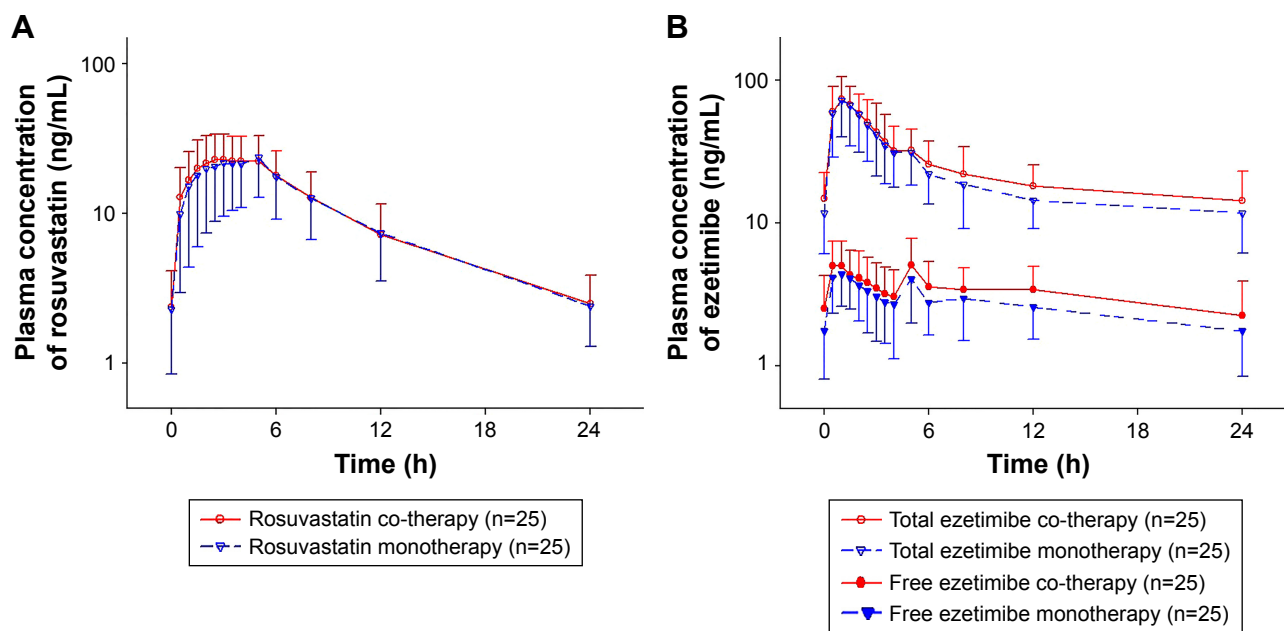 A
Plasma concentration
of rosuvastatin (ng/mL)
100
10
1
0
6
12
18
24
Time (h)
Rosuvastatin co-therapy (n=25)
Rosuvastatin monotherapy (n=25)
B
Plasma concentration
of ezetimibe (ng/mL)
100
10
1
0
6
12
18
24
Time (h)
Total ezetimibe co-therapy (n=25)
Total ezetimibe monotherapy (n=25)
Free ezetimibe co-therapy (n=25)
Free ezetimibe monotherapy (n=25)